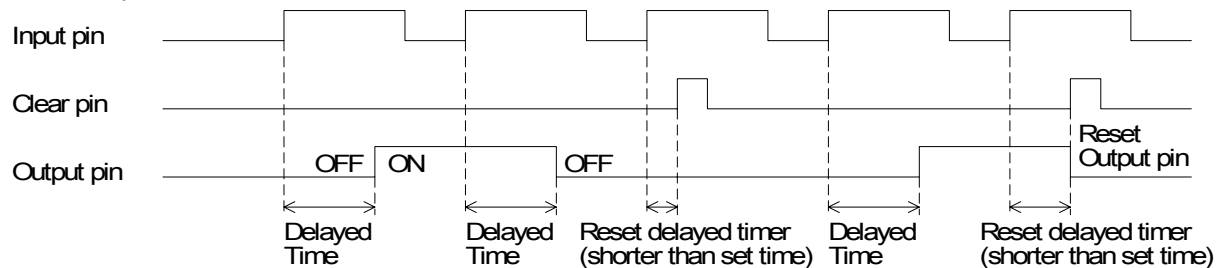 Input pin
Clear pin
Reset
Output pin
Output pin
OFF
ON
OFF
Delayed
Time
Delayed
Time
Reset delayed timer
(shorter than set time)
Delayed
Time
Reset delayed timer
(shorter than set time)